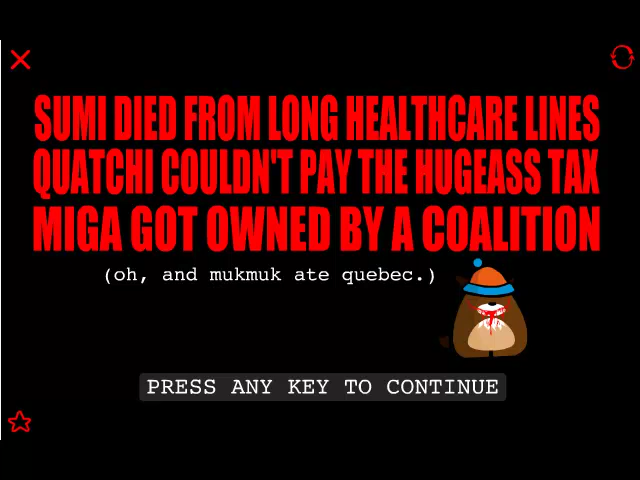 SUMI DIED FROM LONG HEALTHCARE LINES
QUATCHI COULDN'T PAY THE HUGEASS TAX
MIGA GOT OWNED BY A COALITION
(oh, and mukmuk ate quebec.)
PRESS ANY KEY TO CONTINUE